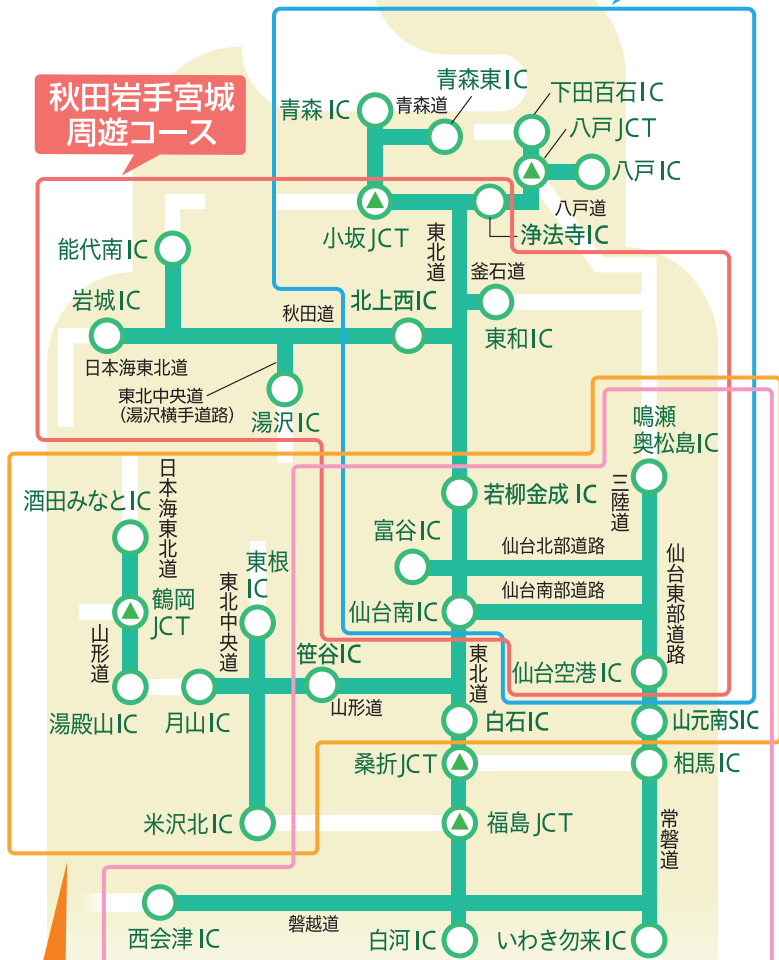 秋田岩手宮城
周遊コース
青森IC
青森道
青森東IC
下田百石IC
八戸JCT
八戸IC
八戸道
浄法寺IC
小坂JCT
東北道
釜石道
東和IC
能代南IC
岩城IC
秋田道
北上西IC
日本海東北道
東北中央道
（湯沢横手道路）
湯沢IC
鳴瀬
奥松島IC
三陸道
若柳金成 IC
富谷IC
仙台北部道路
仙台南部道路
仙台東部道路
仙台南IC
仙台空港IC
酒田みなとIC
日本海東北道
鶴岡
JCT
山形道
湯殿山IC
月山IC
東北中央道
東根
IC
笹谷IC
山形道
東北道
白石IC
山元南SIC
桑折JCT
相馬IC
米沢北IC
福島JCT
常磐道
西会津IC
磐越道
白河IC
いわき勿来IC